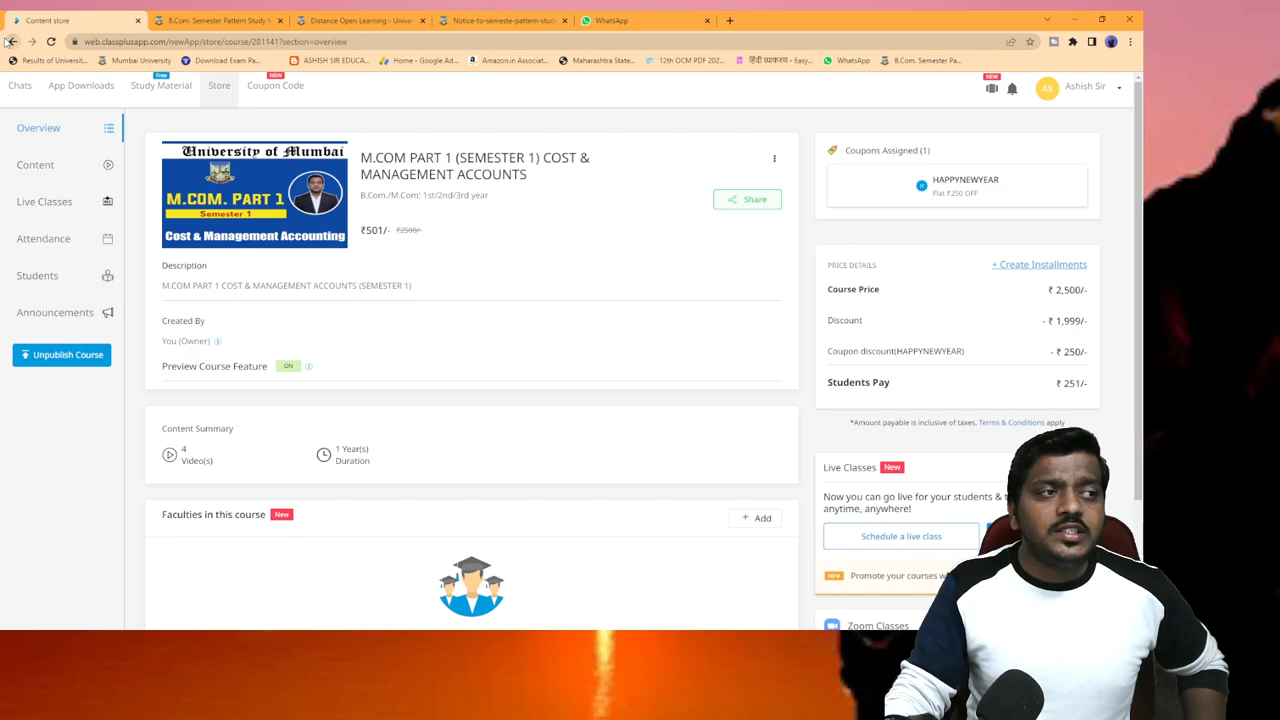 Content store
B.Com. Semester Pattern Study M
Distance Open Learning - Univers
Notice-to-semeste-pattern-stude
WhatsApp
web.classplusapp.com/newApp/store/course/281141?section=overview
Results of Universit...
Mumbai University
Download Exam Pa...
ASHISH SIR EDUCA...
Home - Google Ad...
Amazon.in Associat...
Maharashtra State...
12th OCM PDF 202...
हिंदी व्याकरण - Easy...
WhatsApp
B.Com. Semester Pa...
Chats
App Downloads
Free
Study Material
Store
NEW
Coupon Code
NEW
AS
Ashish Sir
Overview
Content
Live Classes
Attendance
Students
Announcements
Unpublish Course
University of Mumbai
M.COM. PART 1
Semester 1
Cost & Management Accounting
M.COM PART 1 (SEMESTER 1) COST &
MANAGEMENT ACCOUNTS
B.Com./M.Com: 1st/2nd/3rd year
Share
₹501/- ₹2500/-
Description
M.COM PART 1 COST & MANAGEMENT ACCOUNTS (SEMESTER 1)
Created By
You (Owner)
Preview Course Feature ON
Content Summary
4
Video(s)
1 Year(s)
Duration
Faculties in this course New
+ Add
Coupons Assigned (1)
HAPPYNEWYEAR
Flat ₹250 OFF
PRICE DETAILS
+ Create Installments
Course Price ₹ 2,500/-
Discount - ₹ 1,999/-
Coupon discount(HAPPYNEWYEAR) - ₹ 250/-
Students Pay ₹ 251/-
*Amount payable is inclusive of taxes. Terms & Conditions apply
Live Classes New
Now you can go live for your students &
anytime, anywhere!
Schedule a live class
NEW Promote your courses
Zoom Classes